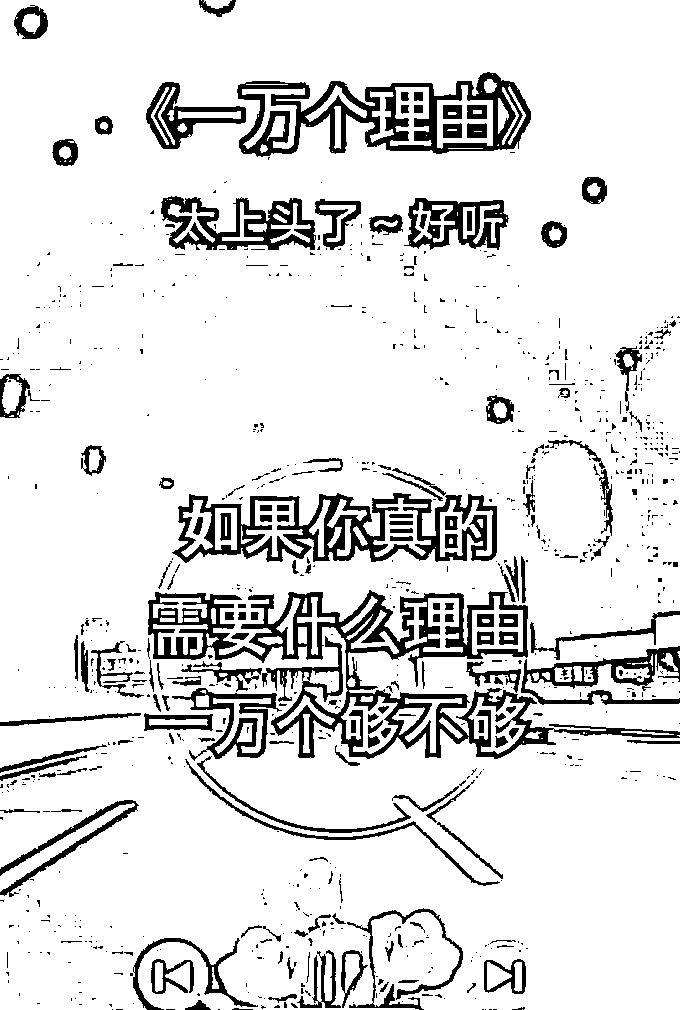 《一万个理由》
太上头了~好听
如果你真的
需要什么理由
一万个够不够